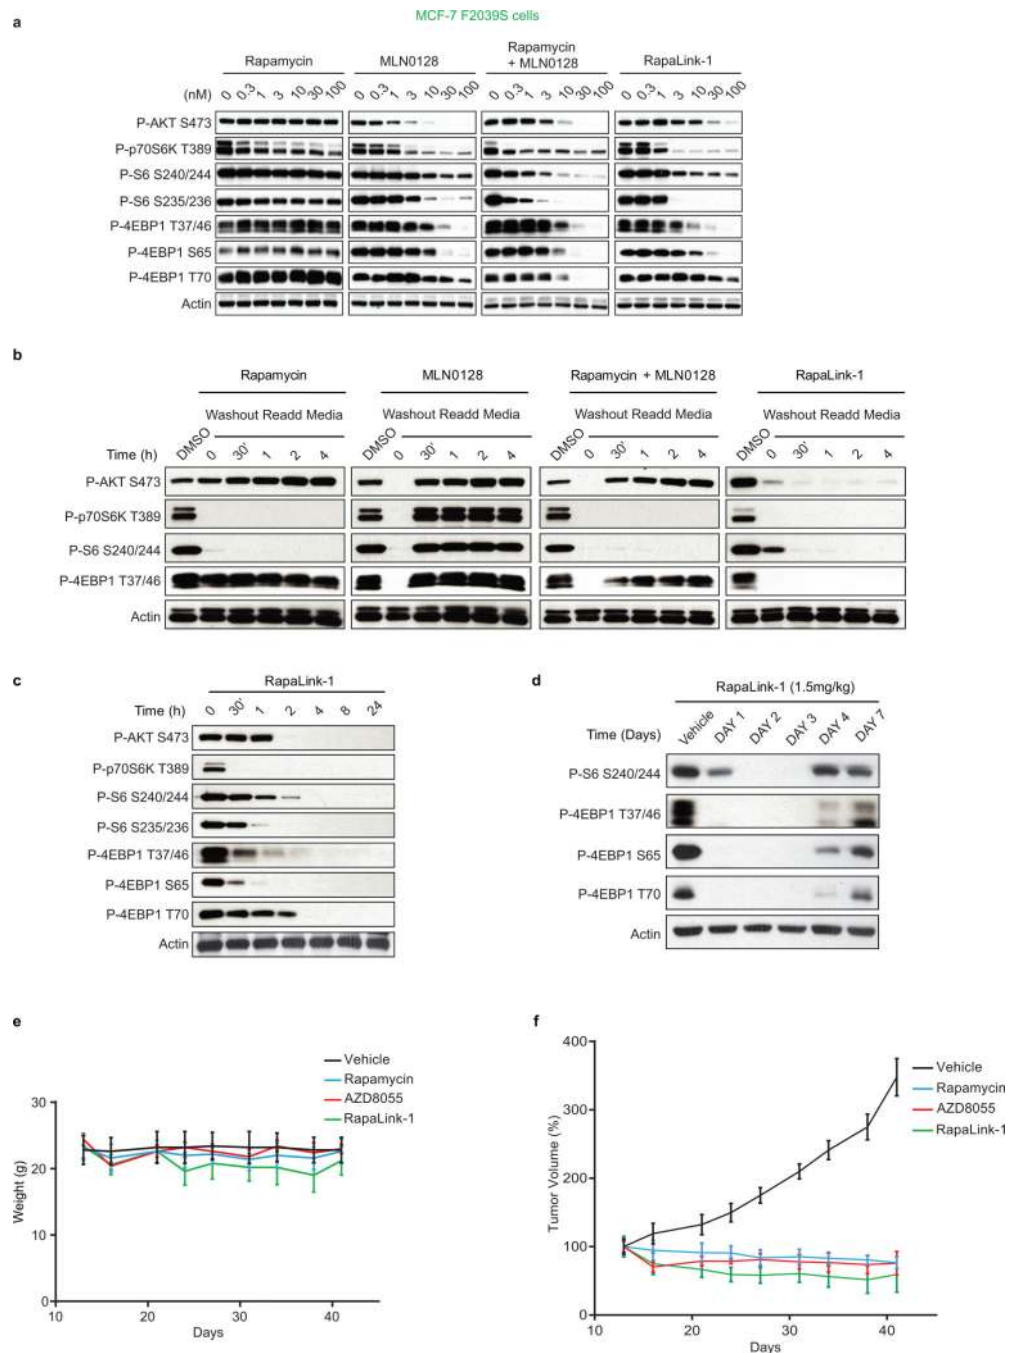 MCF-7 F2039S cells
a
Rapamycin MLN0128 Rapamycin + MLN0128 RapaLink-1
(nM) 0 0.3 1 3 10 30 100 0 0.3 1 3 10 30 100 0 0.3 1 3 10 30 100 0 0.3 1 3 10 30 100
P-AKT S473
P-p70S6K T389
P-S6 S240/244
P-S6 S235/236
P-4EBP1 T37/46
P-4EBP1 S65
P-4EBP1 T70
Actin
b
Rapamycin MLN0128 Rapamycin + MLN0128 RapaLink-1
Washout Readd Media Washout Readd Media Washout Readd Media Washout Readd Media
Time (h) DMSO 0 30' 1 2 4 DMSO 0 30' 1 2 4 DMSO 0 30' 1 2 4 DMSO 0 30' 1 2 4
P-AKT S473
P-p70S6K T389
P-S6 S240/244
P-4EBP1 T37/46
Actin
c
RapaLink-1
Time (h) 0 30' 1 2 4 8 24
P-AKT S473
P-p70S6K T389
P-S6 S240/244
P-S6 S235/236
P-4EBP1 T37/46
P-4EBP1 S65
P-4EBP1 T70
Actin
d
RapaLink-1 (1.5mg/kg)
Time (Days) Vehicle DAY 1 DAY 2 DAY 3 DAY 4 DAY 7
P-S6 S240/244
P-4EBP1 T37/46
P-4EBP1 S65
P-4EBP1 T70
Actin
e
Vehicle
Rapamycin
AZD8055
RapaLink-1
30
20
10
0
Weight (g)
10 20 30 40
Days
f
400
300
200
100
0
Tumor Volume (%)
Vehicle
Rapamycin
AZD8055
RapaLink-1
10 20 30 40
Days